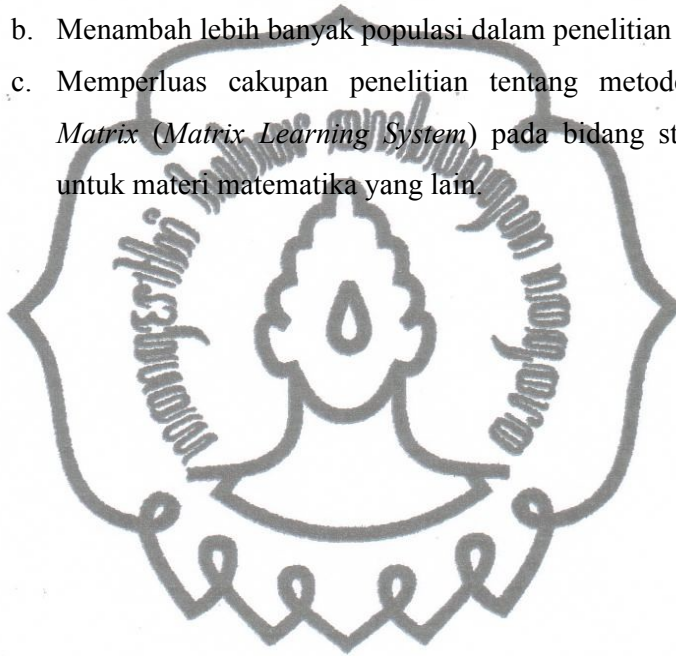 b. Menambah lebih banyak populasi dalam penelitian
c. Memperluas cakupan penelitian tentang metode
Matrix (Matrix Learning System) pada bidang st
untuk materi matematika yang lain.